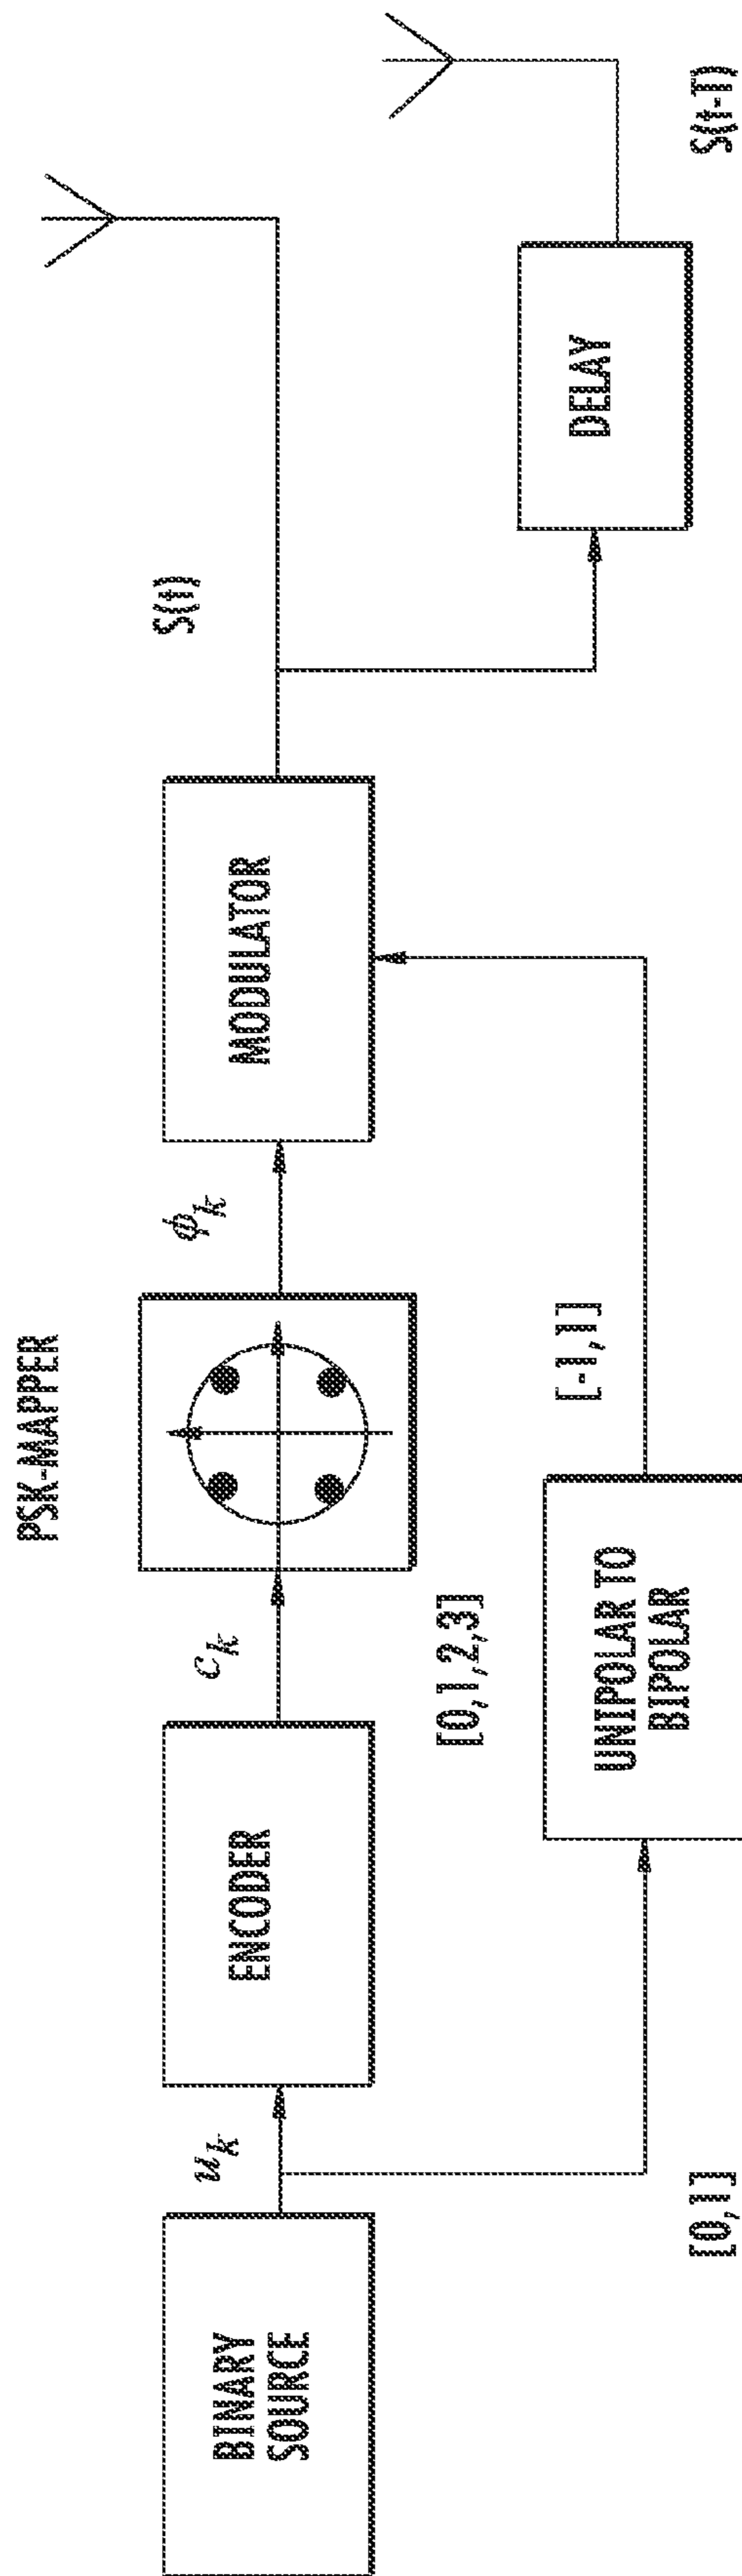 PSK-MAPPER
BINARY
SOURCE
u_k
ENCODER
c_k
ϕ_k
MODULATOR
S(t)
[0,1,2,3]
[0,1]
UNIPOLAR TO
BIPOLAR
[-1,1]
DELAY
S(t-T)